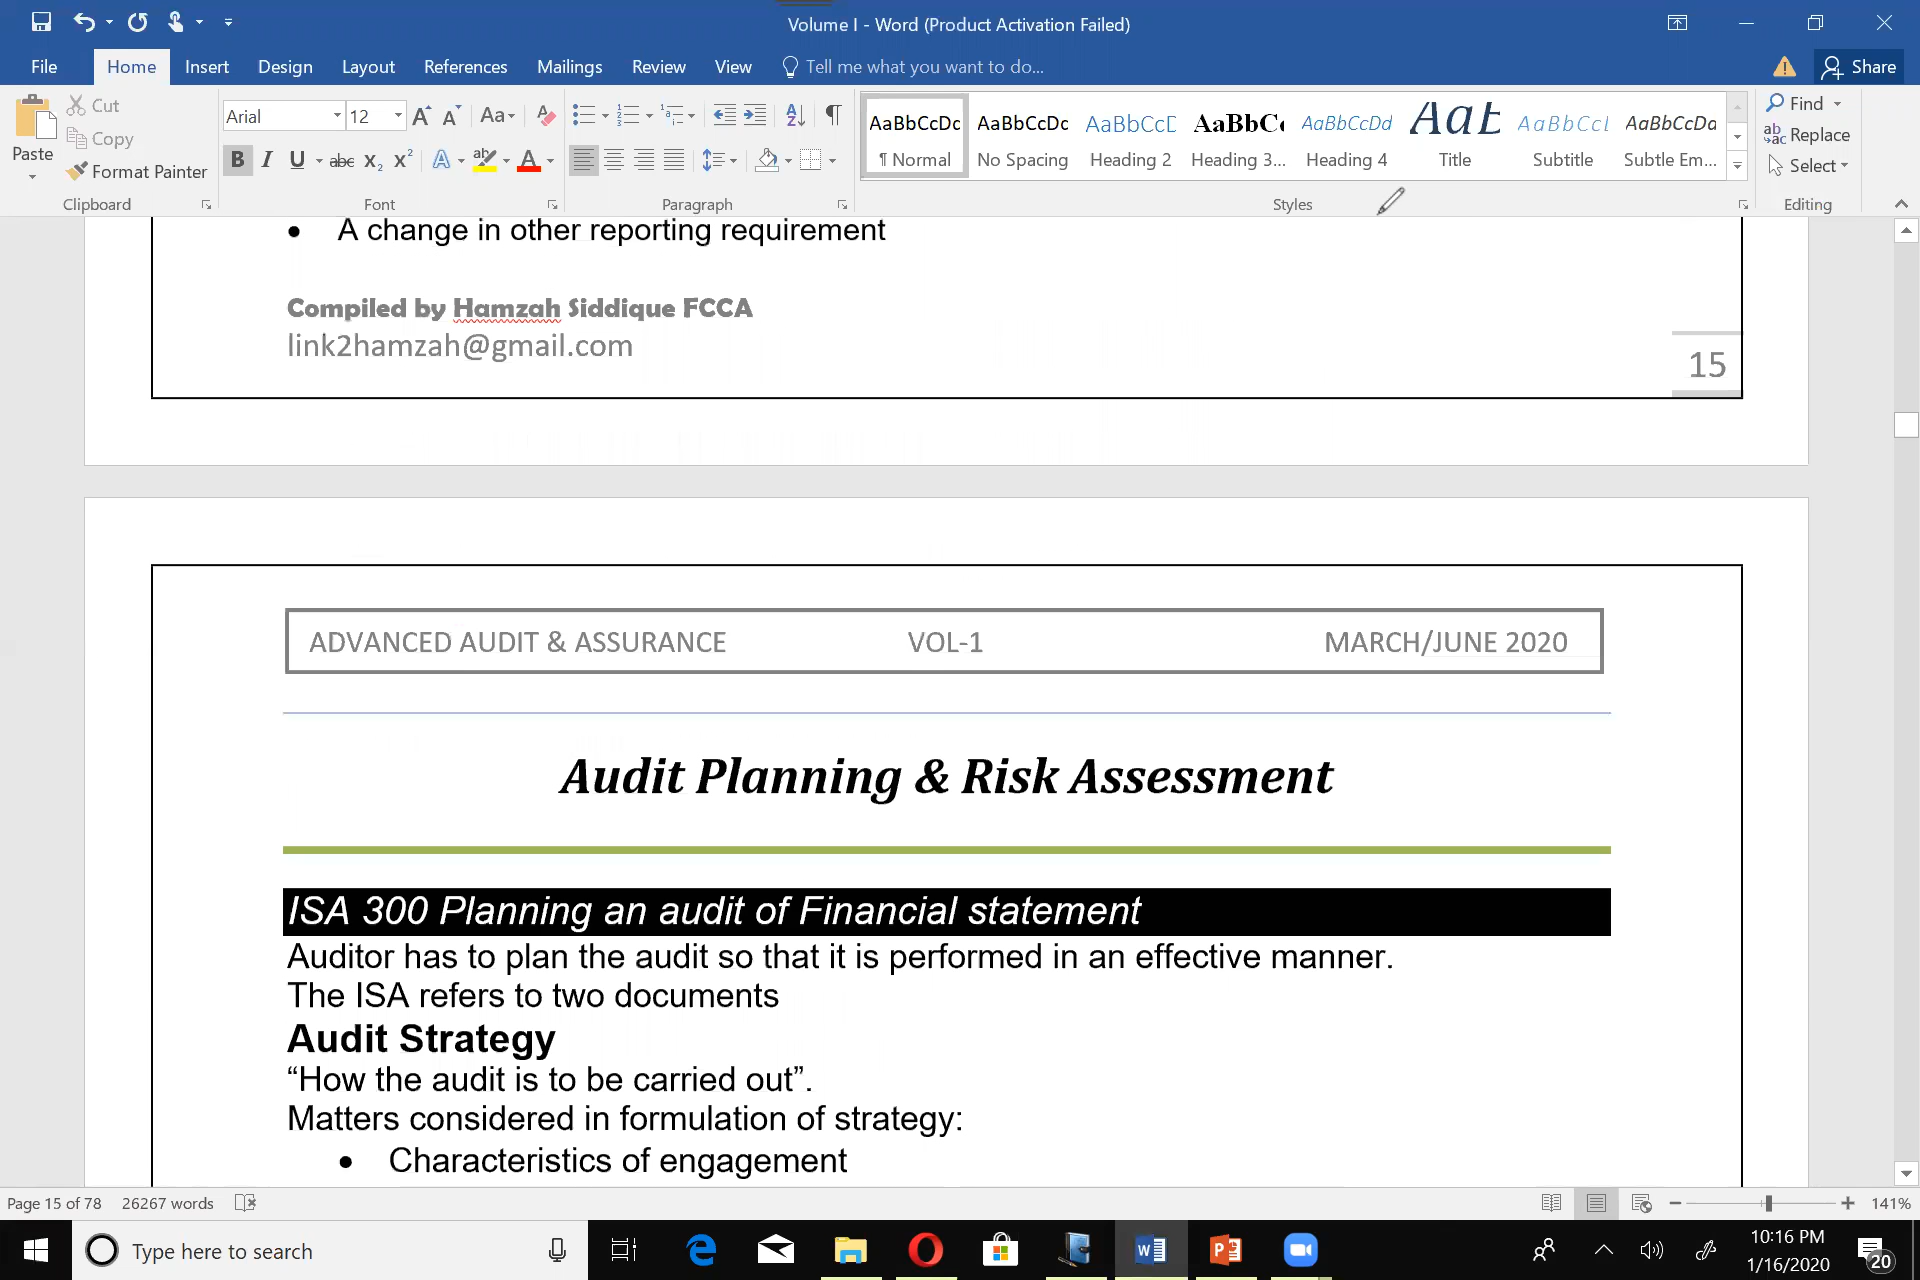 Volume I - Word (Product Activation Failed)
File Home Insert Design Layout References Mailings Review View Tell me what you want to do... Share
Paste
Cut
Copy
Format Painter
Clipboard
Arial 12
Font
Paragraph
AaBbCcDc ¶ Normal
AaBbCcDc No Spacing
AaBbCcD Heading 2
AaBbC Heading 3...
AaBbCcDd Heading 4
Title
AaBbCcD Subtitle
AaBbCcDd Subtle Em...
Styles
Find
Replace
Select
Editing
• A change in other reporting requirement
Compiled by Hamzah Siddique FCCA
link2hamzah@gmail.com
15
ADVANCED AUDIT & ASSURANCE VOL-1 MARCH/JUNE 2020
Audit Planning & Risk Assessment
ISA 300 Planning an audit of Financial statement
Auditor has to plan the audit so that it is performed in an effective manner.
The ISA refers to two documents
Audit Strategy
“How the audit is to be carried out”.
Matters considered in formulation of strategy:
• Characteristics of engagement
Page 15 of 78 26267 words 141%
Type here to search
10:16 PM
1/16/2020
20